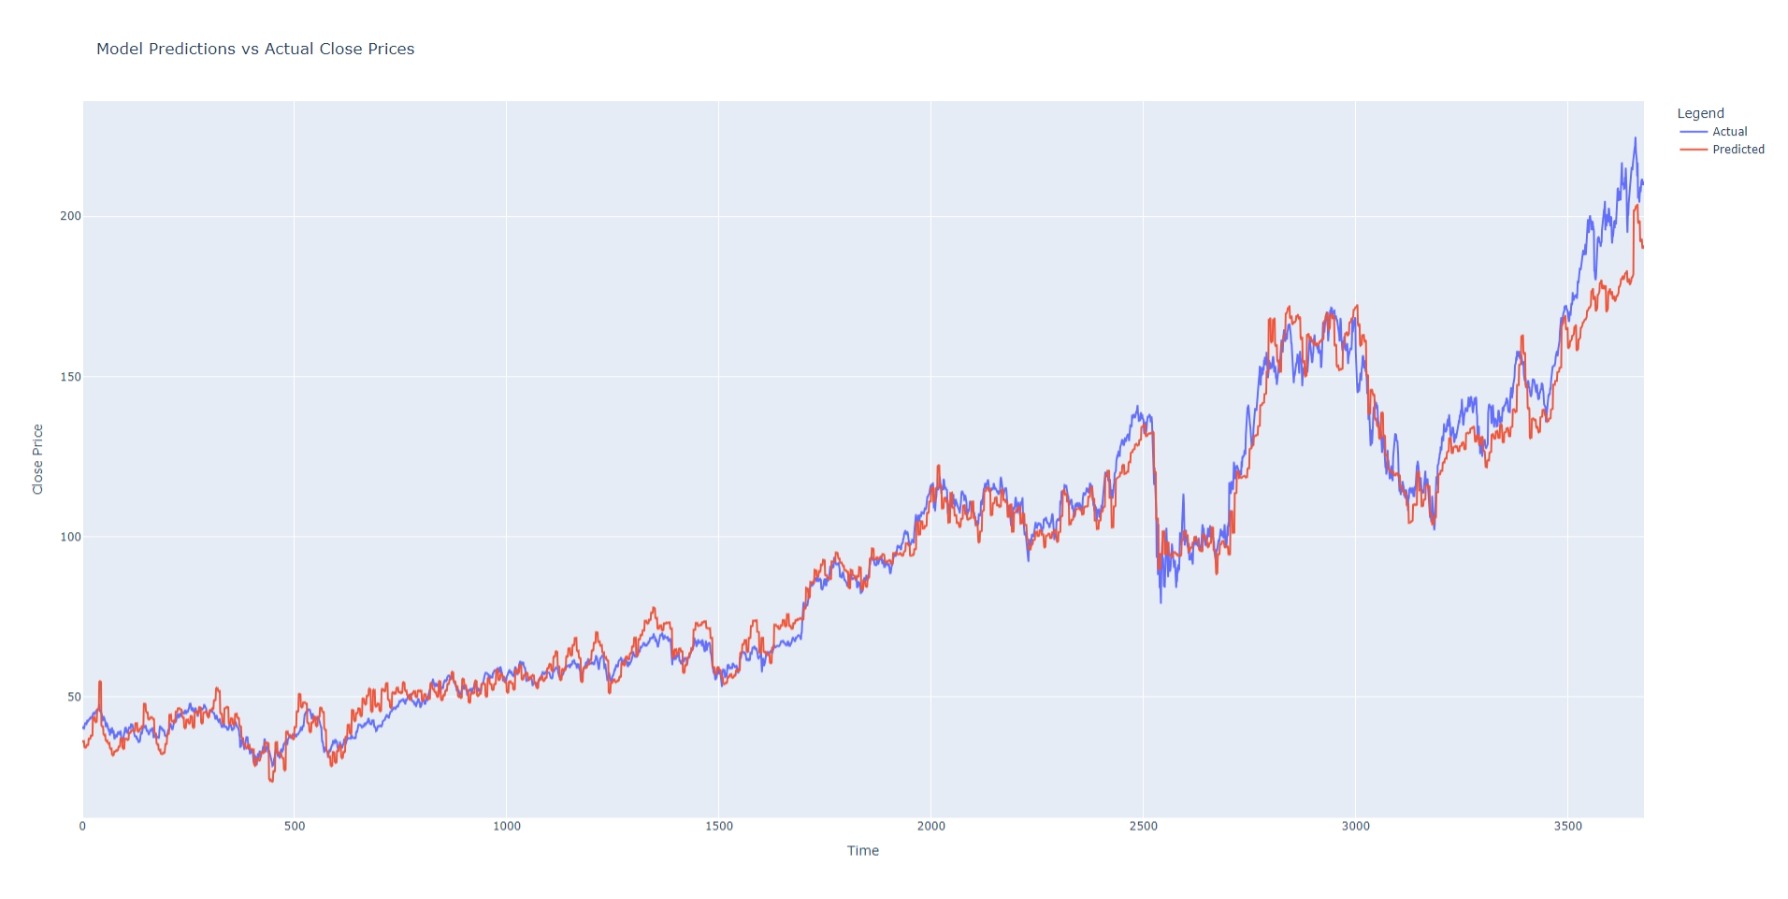 Model Predictions vs Actual Close Prices
Legend
Actual
Predicted
200
150
100
50
Close Price
0 500 1000 1500 2000 2500 3000 3500
Time